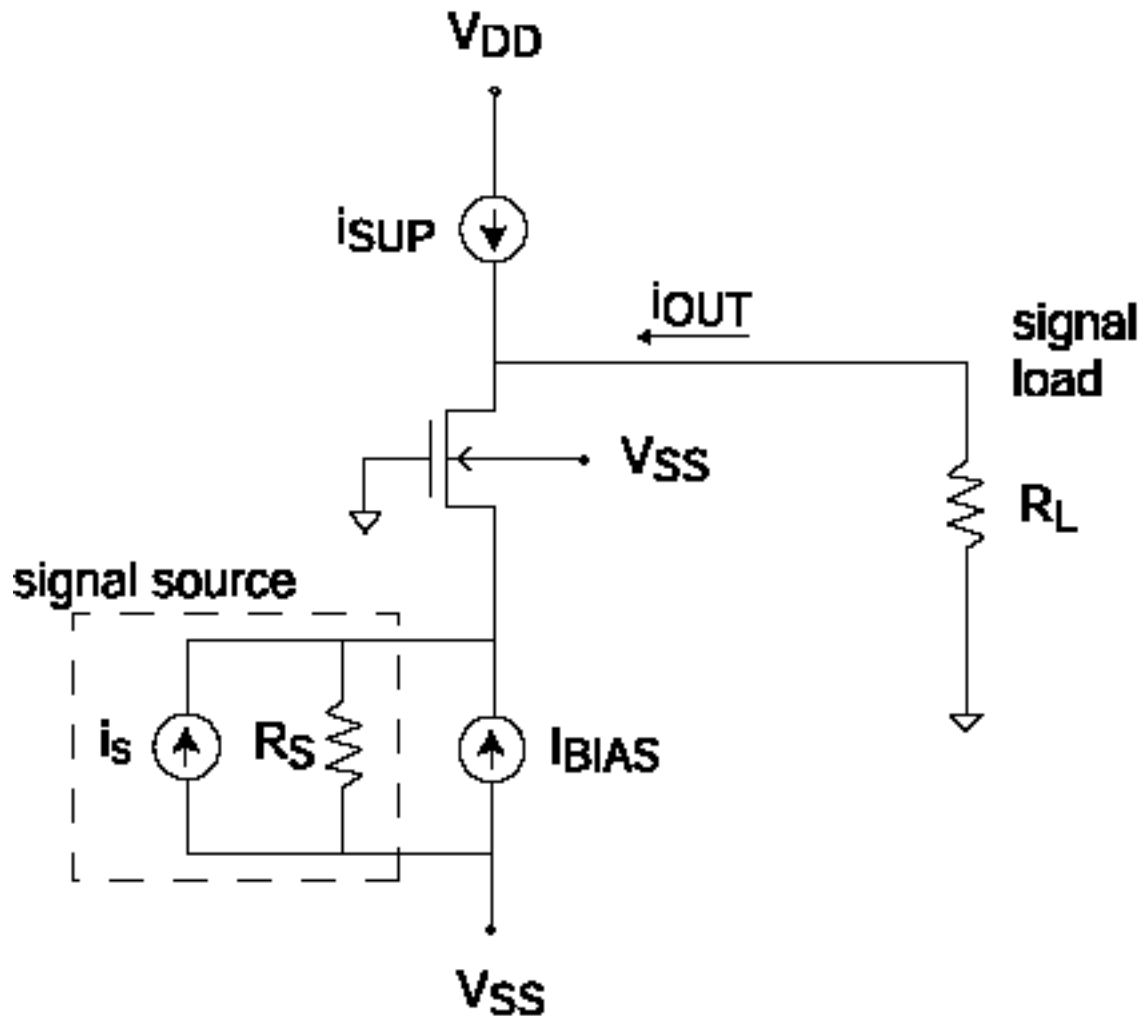 VDD
iSUP
iOUT
signal
load
VSS
RL
signal source
is
RS
IBIAS
VSS